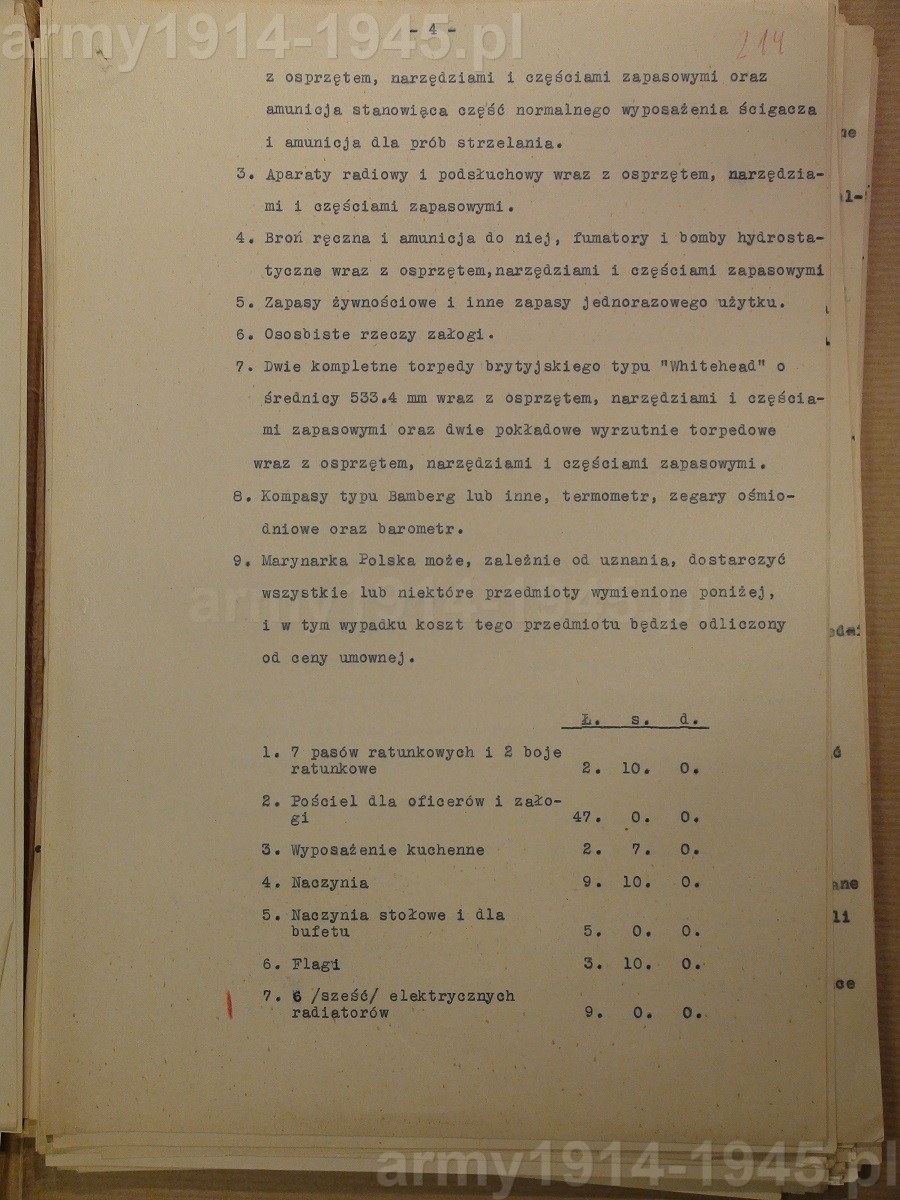 army1914-1945.pl
- 4 -
214
z osprzętem, narzędziami i częściami zapasowymi oraz
amunicja stanowiąca część normalnego wyposażenia ścigacza
i amunicja dla prób strzelania.
3. Aparaty radiowy i podsłuchowy wraz z osprzętem, narzędzia-
mi i częściami zapasowymi.
4. Broń ręczna i amunicja do niej, fumatory i bomby hydrosta-
tyczne wraz z osprzętem,narzędziami i częściami zapasowymi
5. Zapasy żywnościowe i inne zapasy jednorazowego użytku.
6. Ososbiste rzeczy załogi.
7. Dwie kompletne torpedy brytyjskiego typu "Whitehead" o
średnicy 533.4 mm wraz z osprzętem, narzędziami i częścia-
mi zapasowymi oraz dwie pokładowe wyrzutnie torpedowe
wraz z osprzętem, narzędziami i częściami zapasowymi.
8. Kompasy typu Bamberg lub inne, termometr, zegary ośmio-
dniowe oraz barometr.
9. Marynarka Polska może, zależnie od uznania, dostarczyć
wszystkie lub niektóre przedmioty wymienione poniżej,
army1914-1945.pl
i w tym wypadku koszt tego przedmiotu będzie odliczony
od ceny umownej.
Ł. s. d.
1. 7 pasów ratunkowych i 2 boje
ratunkowe 2. 10. 0.
2. Pościel dla oficerów i zało-
gi 47. 0. 0.
3. Wyposażenie kuchenne 2. 7. 0.
4. Naczynia 9. 10. 0.
5. Naczynia stołowe i dla
bufetu 5. 0. 0.
6. Flagi 3. 10. 0.
7. 6 /sześć/ elektrycznych
radiatorów 9. 0. 0.
army1914-1945.pl